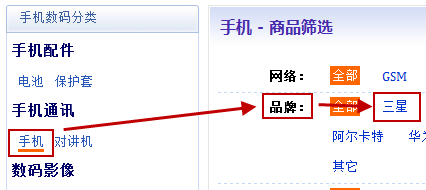 手机数码分类
手机配件
电池 保护套
手机通讯
手机 对讲机
数码影像
手机 - 商品筛选
网络： 全部 GSM
品牌： 全部 三星
阿尔卡特 华
其它